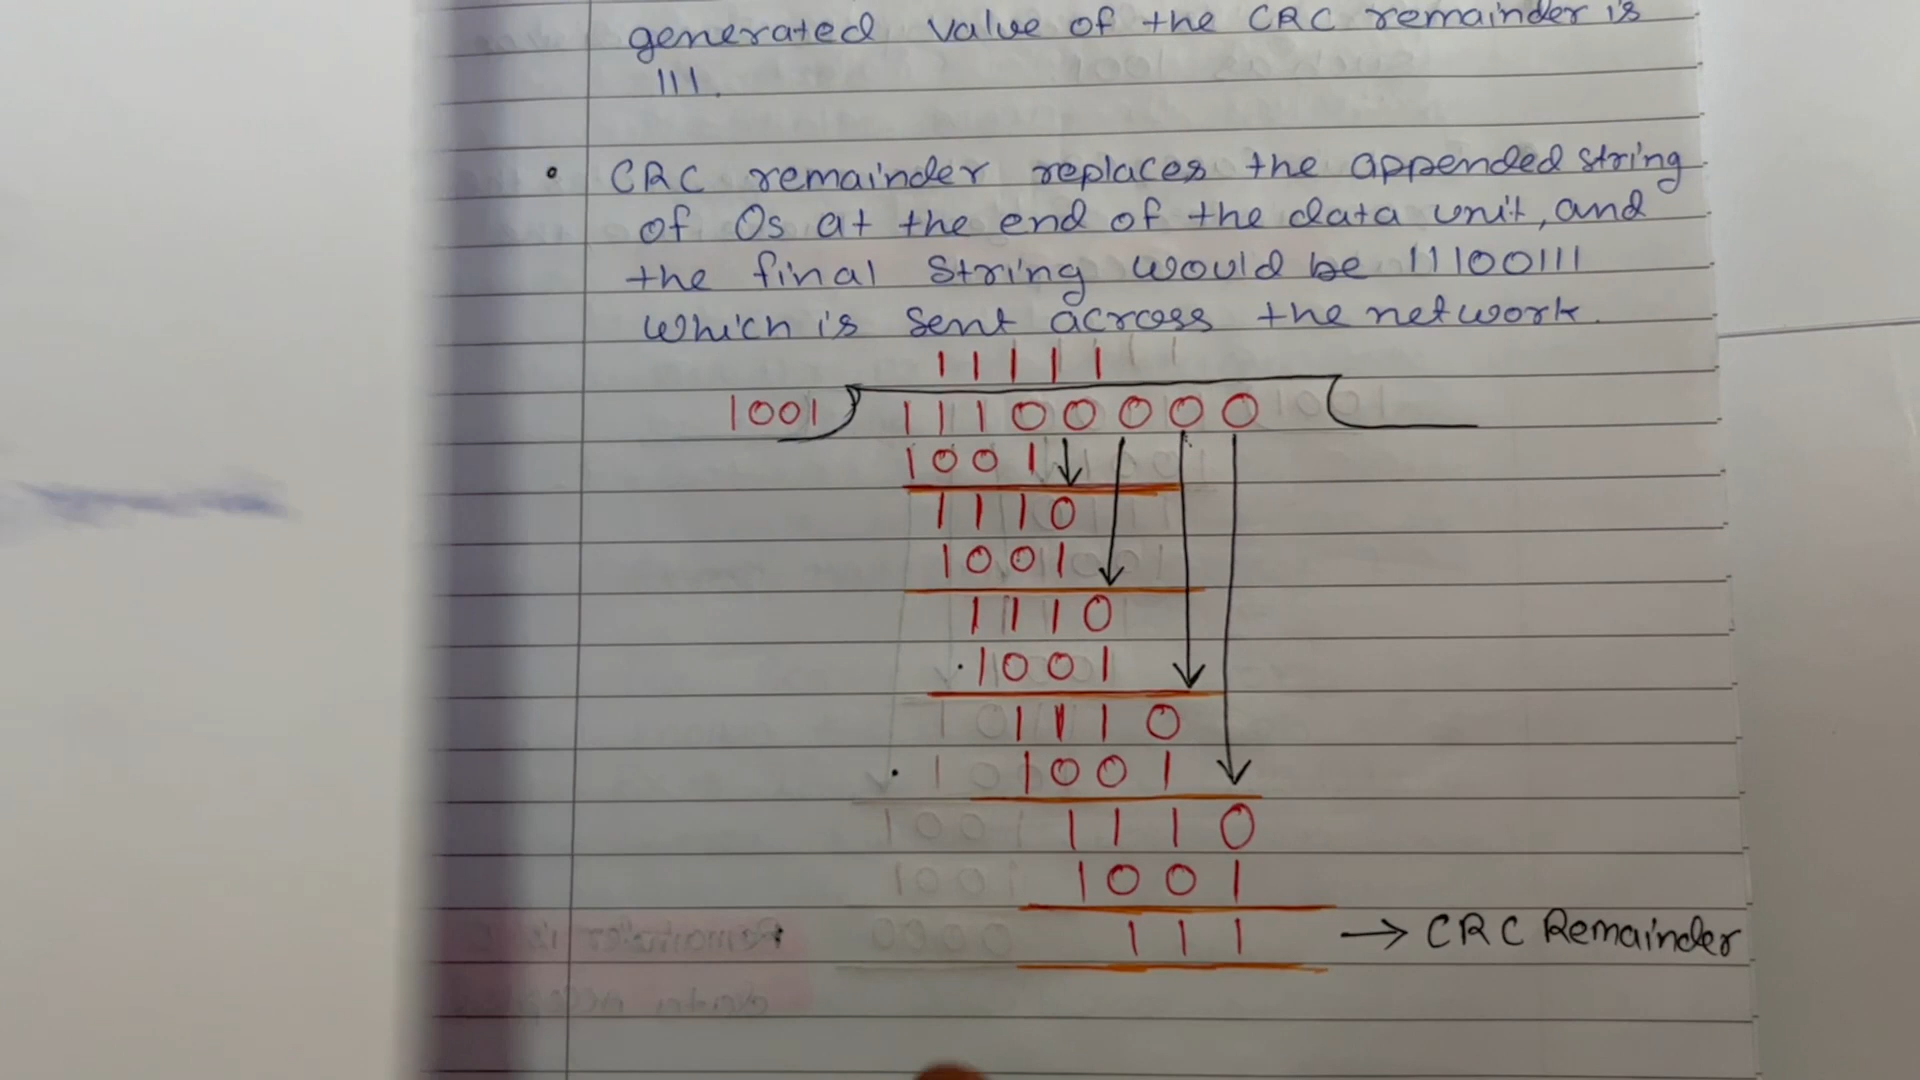 generated value of the CRC remainder is
111.
• CRC remainder replaces the appended string
of 0s at the end of the data unit, and
the final string would be 11100111
which is sent across the network.
11111
1001) 11100000
1001
1110
1001
1110
1001
1110
1001
1110
1001
111 → CRC Remainder